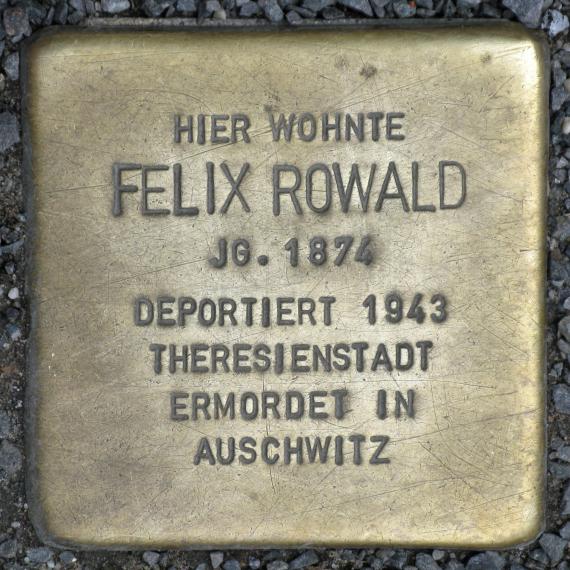 HIER WOHNTE
FELIX ROWALD
JG. 1874
DEPORTIERT 1943
THERESIENSTADT
ERMORDET IN
AUSCHWITZ